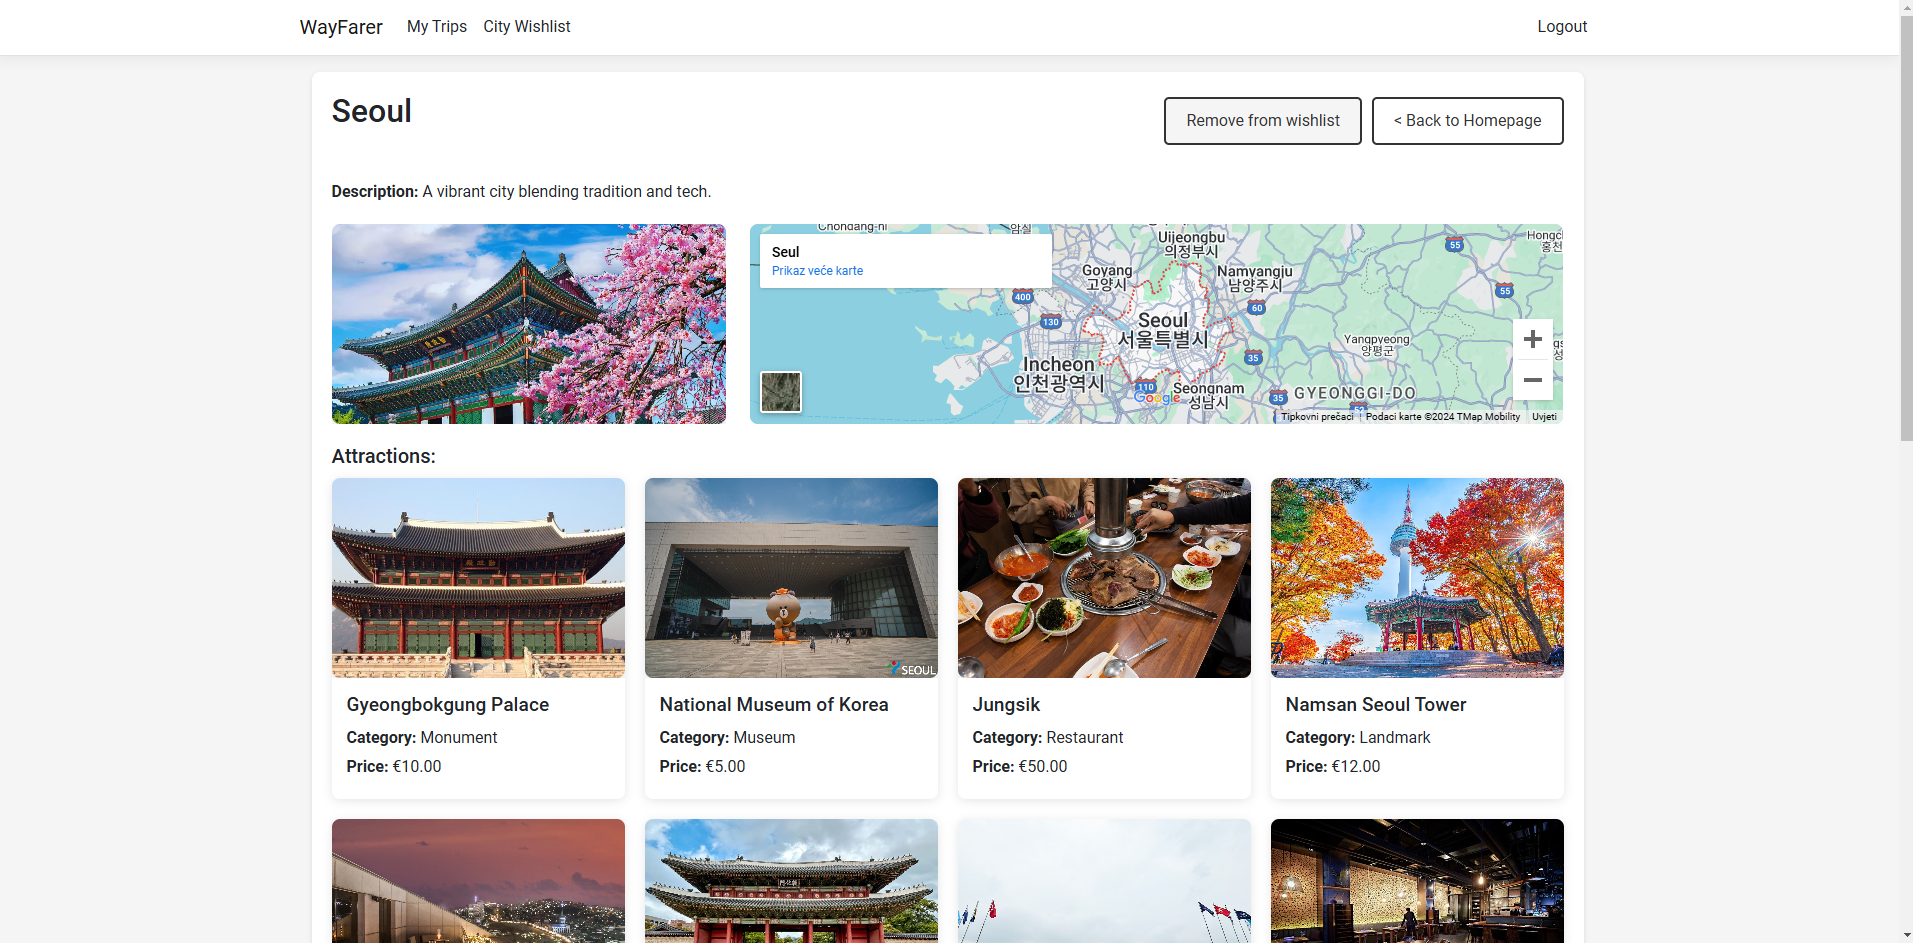 WayFarer My Trips City Wishlist Logout
Seoul
Remove from wishlist
< Back to Homepage
Description: A vibrant city blending tradition and tech.
Seul
Prikaz veće karte
암실
Uijeongbu
의정부시
Goyang
고양시
Namyangju
남양주시
55
55
400
130
60
35
110
35
Seoul
서울특별시
Incheon
인천광역시
Yangpyeong
양평군
Seongnam
성남시
GYEONGGI-DO
홍천
Google
Tipkovni prečaci
Podaci karte ©2024 TMap Mobility
Uvjeti
Attractions:
SEOUL
Gyeongbokgung Palace
Category: Monument
Price: €10.00
National Museum of Korea
Category: Museum
Price: €5.00
Jungsik
Category: Restaurant
Price: €50.00
Namsan Seoul Tower
Category: Landmark
Price: €12.00